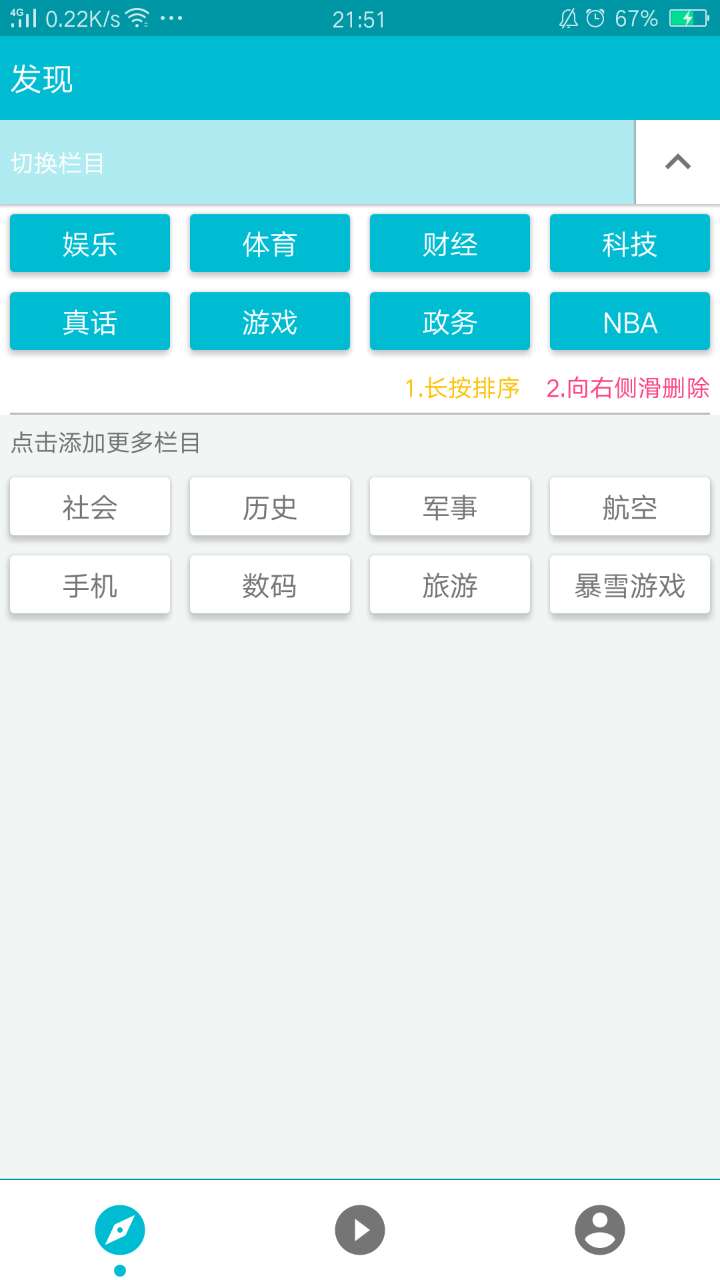 4G 0.22K/s ··· 21:51 67%
发现
切换栏目
娱乐 体育 财经 科技
真话 游戏 政务 NBA
1.长按排序 2.向右侧滑删除
点击添加更多栏目
社会 历史 军事 航空
手机 数码 旅游 暴雪游戏